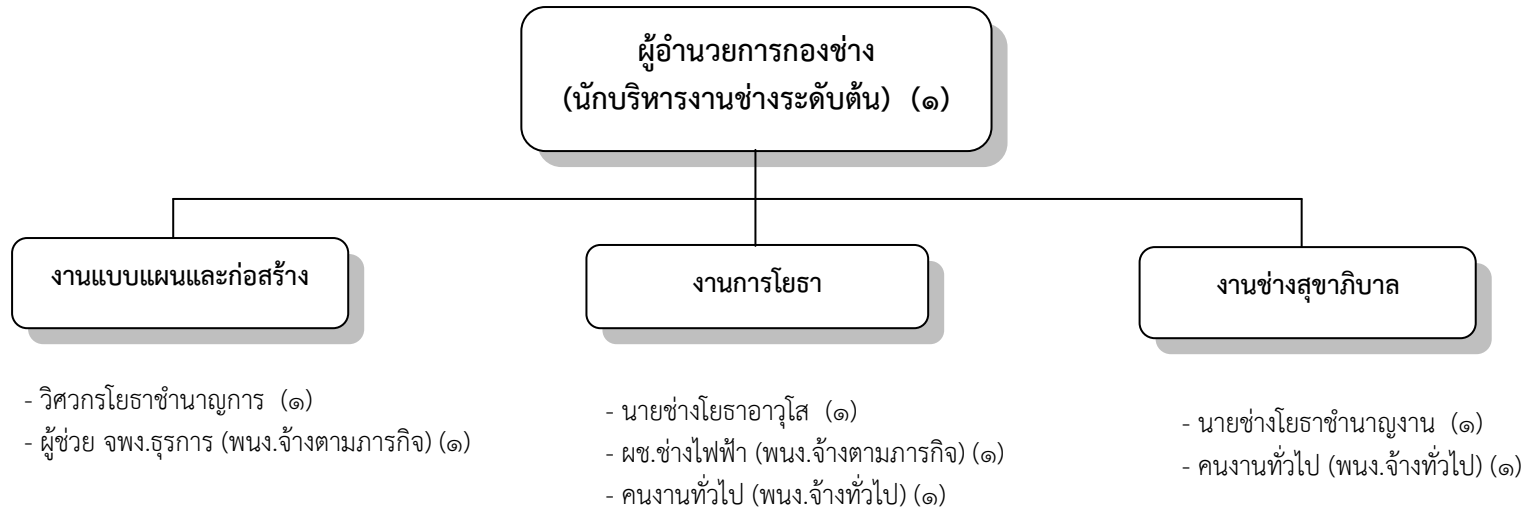 ผู้อำนวยการกองช่าง
(นักบริหารงานช่างระดับต้น) (๑)
งานแบบแผนและก่อสร้าง
- วิศวกรโยธาชำนาญการ (๑)
- ผู้ช่วย จพง.ธุรการ (พนง.จ้างตามภารกิจ) (๑)
งานการโยธา
- นายช่างโยธาอาวุโส (๑)
- ผช.ช่างไฟฟ้า (พนง.จ้างตามภารกิจ) (๑)
- คนงานทั่วไป (พนง.จ้างทั่วไป) (๑)
งานช่างสุขาภิบาล
- นายช่างโยธาชำนาญงาน (๑)
- คนงานทั่วไป (พนง.จ้างทั่วไป) (๑)